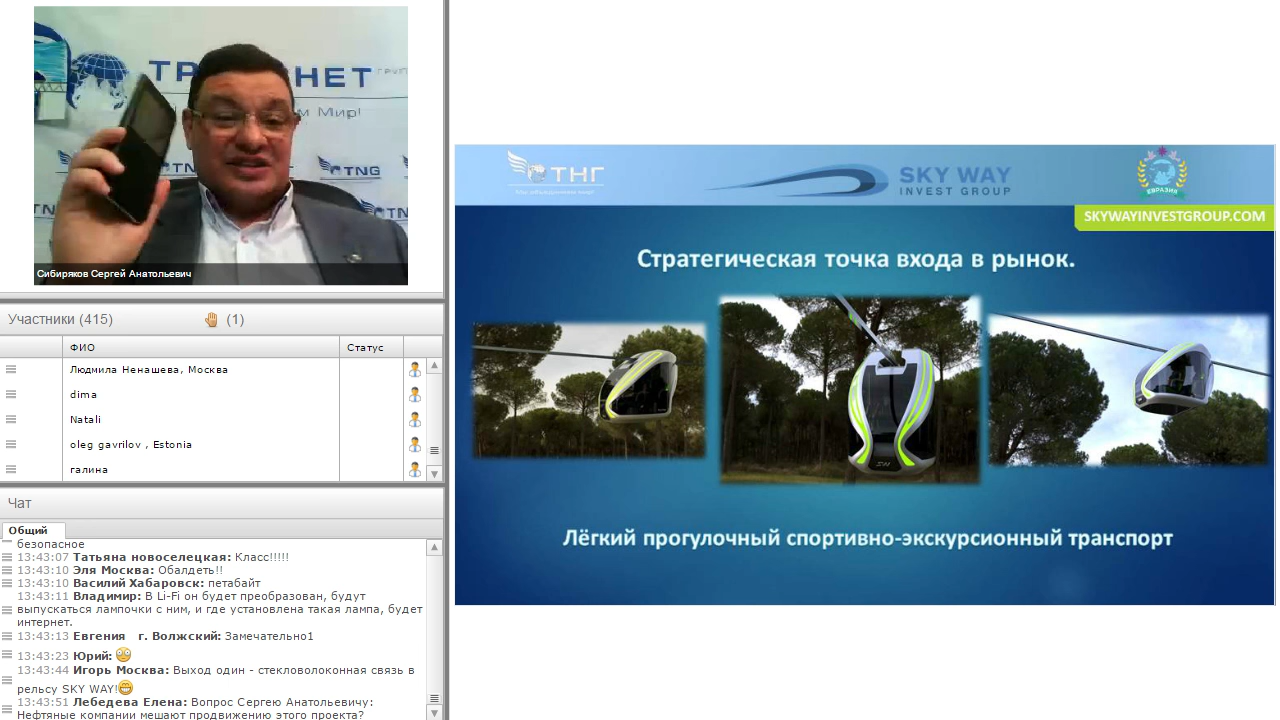 ГРУП
м Мир!
TNG
TNG
Сибиряков Сергей Анатольевич
Участники (415)
(1)
ФИО
Статус
Людмила Ненашева, Москва
dima
Natali
oleg gavrilov , Estonia
галина
Чат
Общий
безопасное
13:43:07 Татьяна новоселецкая: Класс!!!!!
13:43:10 Эля Москва: Обалдеть!!
13:43:10 Василий Хабаровск: петабайт
13:43:11 Владимир: В Li-Fi он будет преобразован, будут
выпускаться лампочки с ним, и где установлена такая лампа, будет
интернет.
13:43:13 Евгения г. Волжский: Замечательно1
13:43:23 Юрий:
13:43:44 Игорь Москва: Выход один - стекловолоконная связь в
рельсу SKY WAY!
13:43:51 Лебедева Елена: Вопрос Сергею Анатольевичу:
Нефтяные компании мешают продвижению этого проекта?
ТНГ
SKY WAY
INVEST GROUP
ЕВРАЗИЯ
SKYWAYINVESTGROUP.COM
Стратегическая точка входа в рынок.
Лёгкий прогулочный спортивно-экскурсионный транспорт